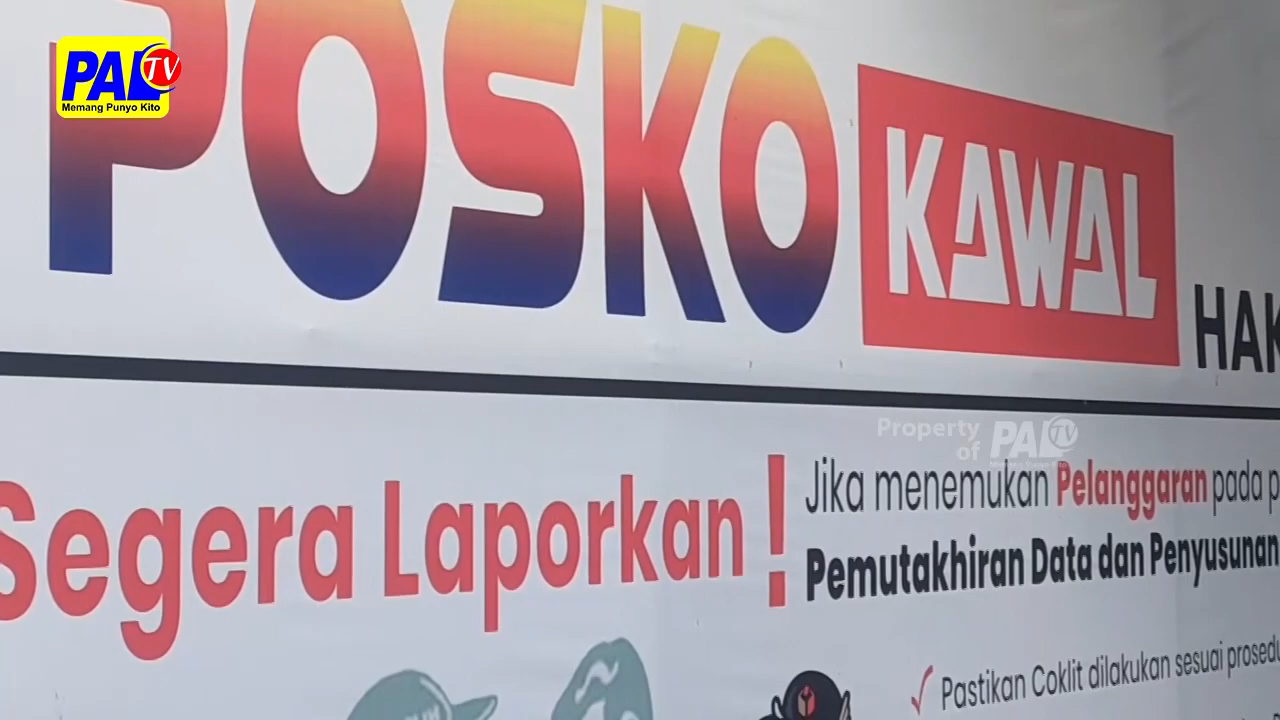 PAL TV
Memang Punyo Kito
POSKO KAWAL HAK
Property of PAL TV
Segera Laporkan!
Jika menemukan Pelanggaran pada
Pemutakhiran Data dan Penyusunan
Pastikan Coklit dilakukan sesuai